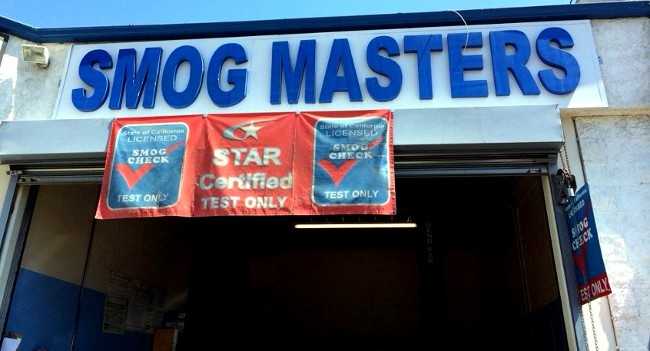 SMOG MASTERS
State of California
LICENSED
SMOG
CHECK
TEST ONLY
STAR
Certified
TEST ONLY
State of California
LICENSED
SMOG
CHECK
TEST ONLY
SMOG
CHECK
TEST ONLY